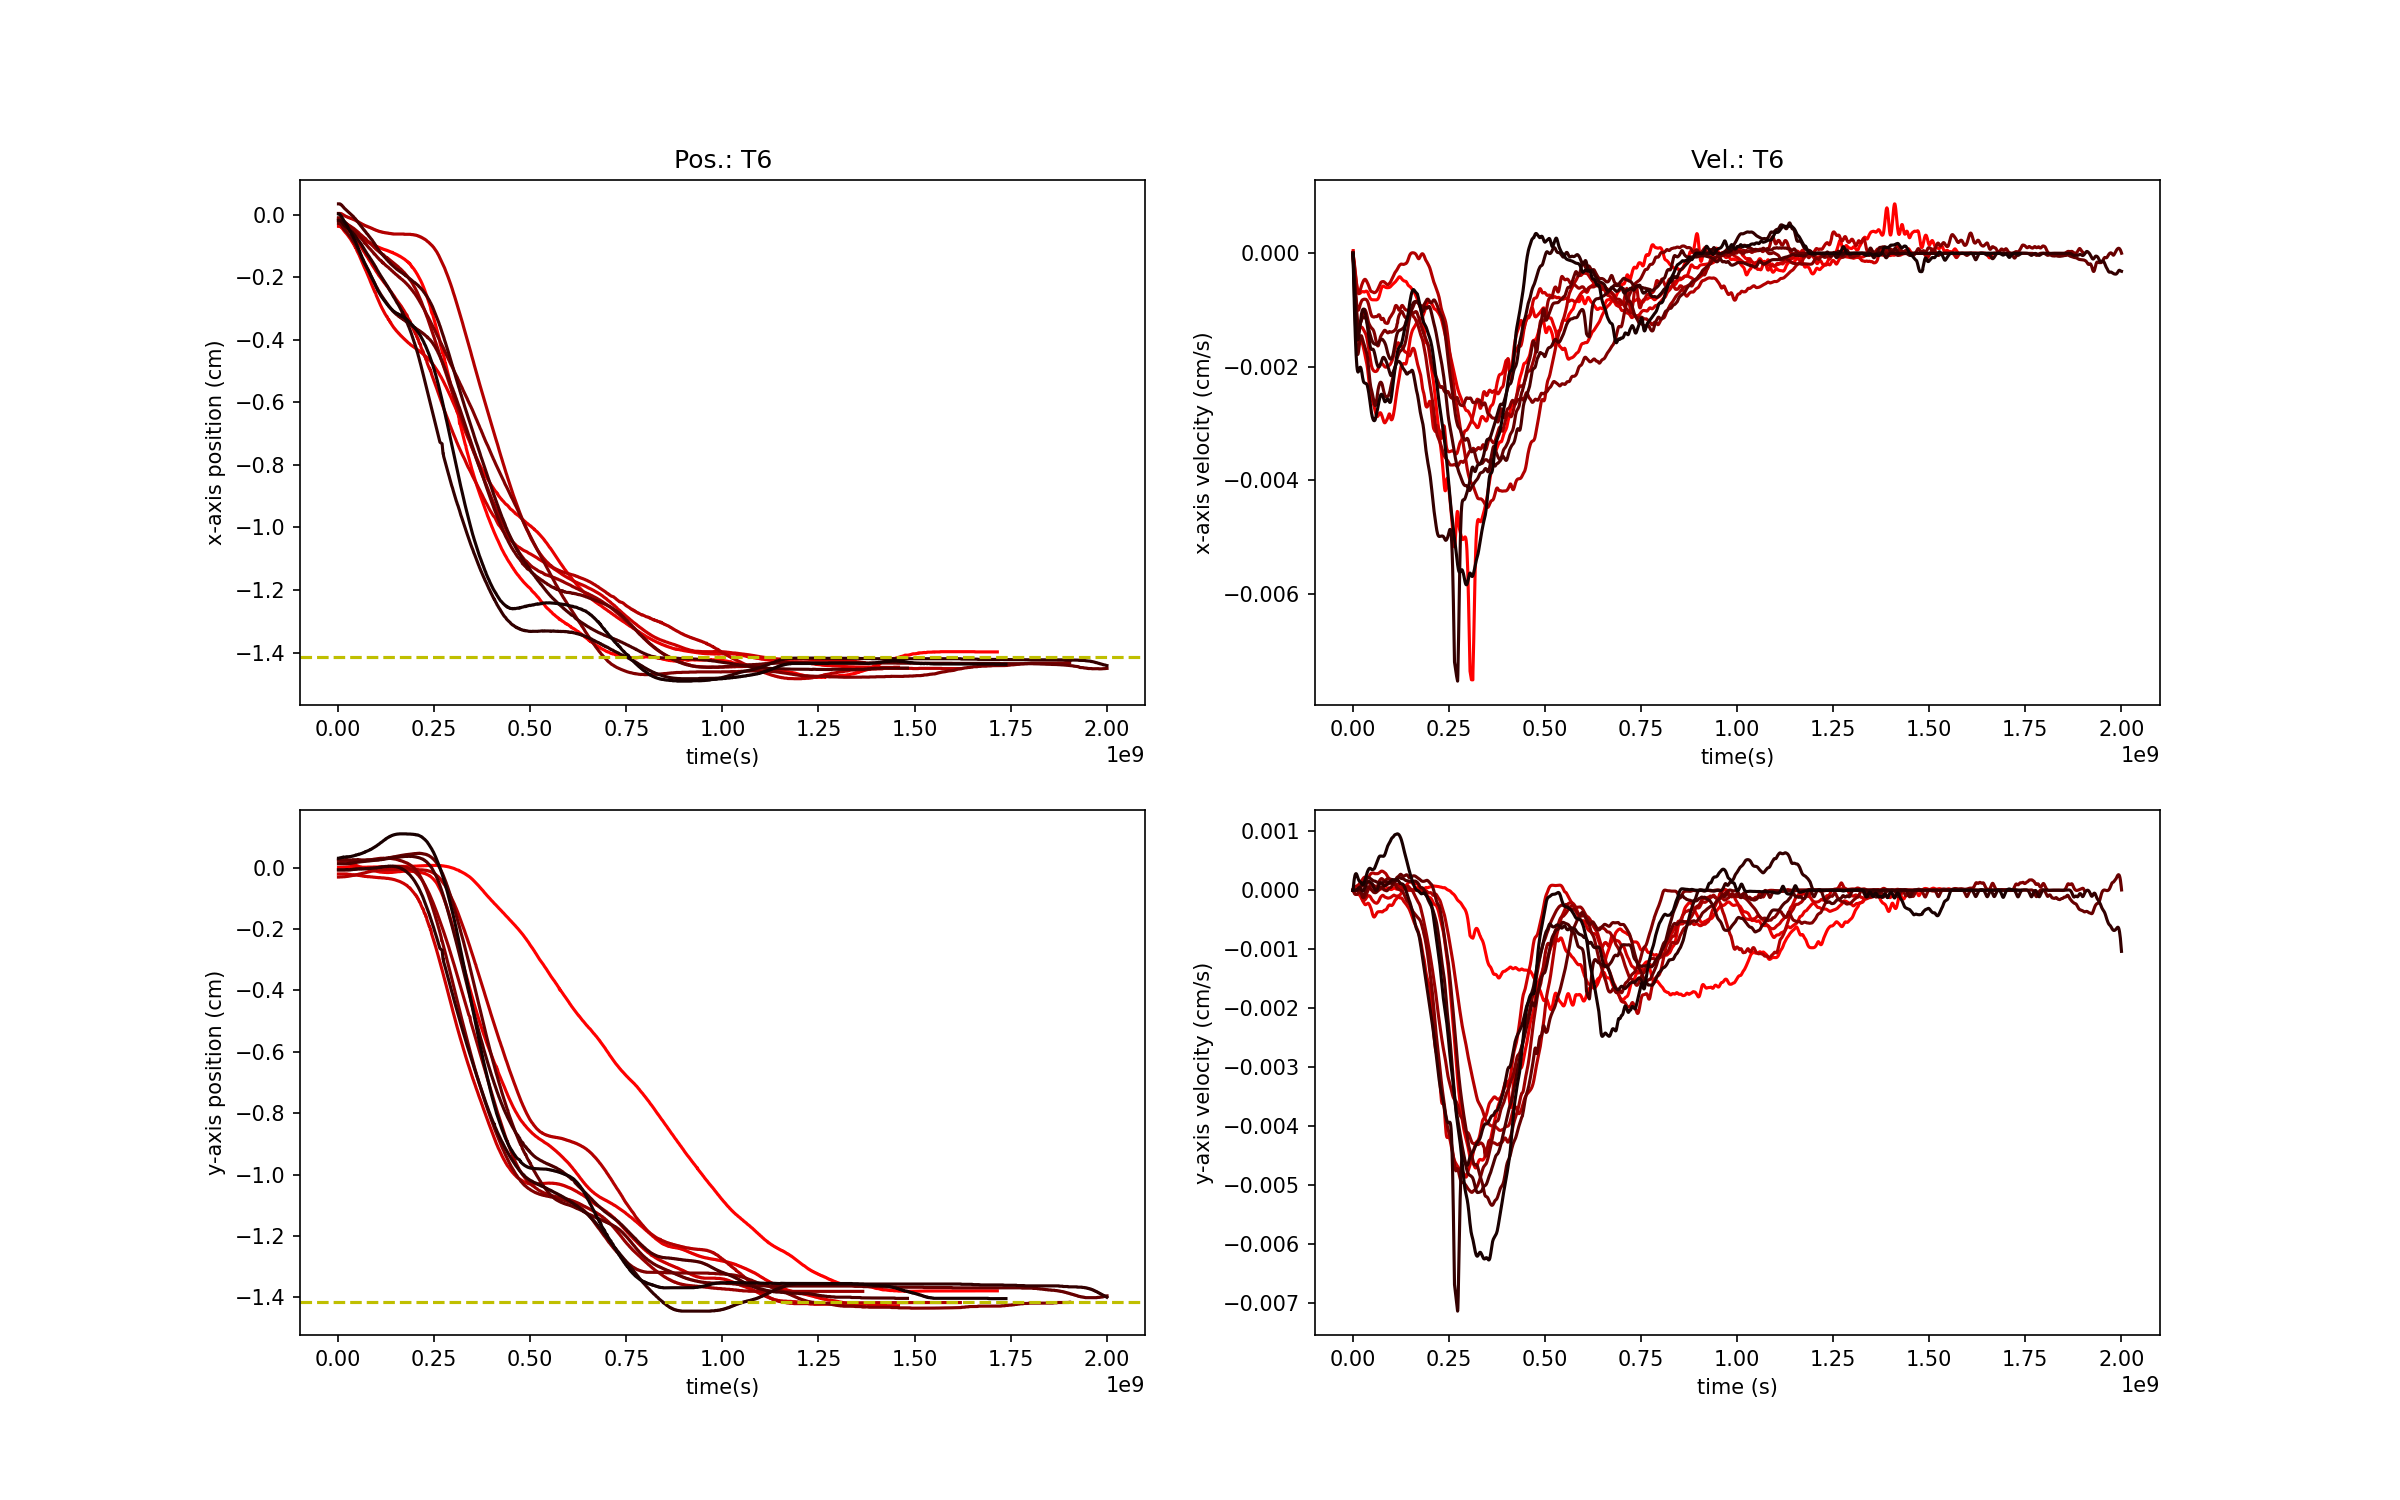 Pos.: T6
Vel.: T6
x-axis position (cm)
0.0
−0.2
−0.4
−0.6
−0.8
−1.0
−1.2
−1.4
0.00 0.25 0.50 0.75 1.00 1.25 1.50 1.75 2.00
1e9
time(s)
x-axis velocity (cm/s)
0.000
−0.002
−0.004
−0.006
0.00 0.25 0.50 0.75 1.00 1.25 1.50 1.75 2.00
1e9
time(s)
y-axis position (cm)
0.0
−0.2
−0.4
−0.6
−0.8
−1.0
−1.2
−1.4
0.00 0.25 0.50 0.75 1.00 1.25 1.50 1.75 2.00
1e9
time(s)
y-axis velocity (cm/s)
0.001
0.000
−0.001
−0.002
−0.003
−0.004
−0.005
−0.006
−0.007
0.00 0.25 0.50 0.75 1.00 1.25 1.50 1.75 2.00
1e9
time (s)